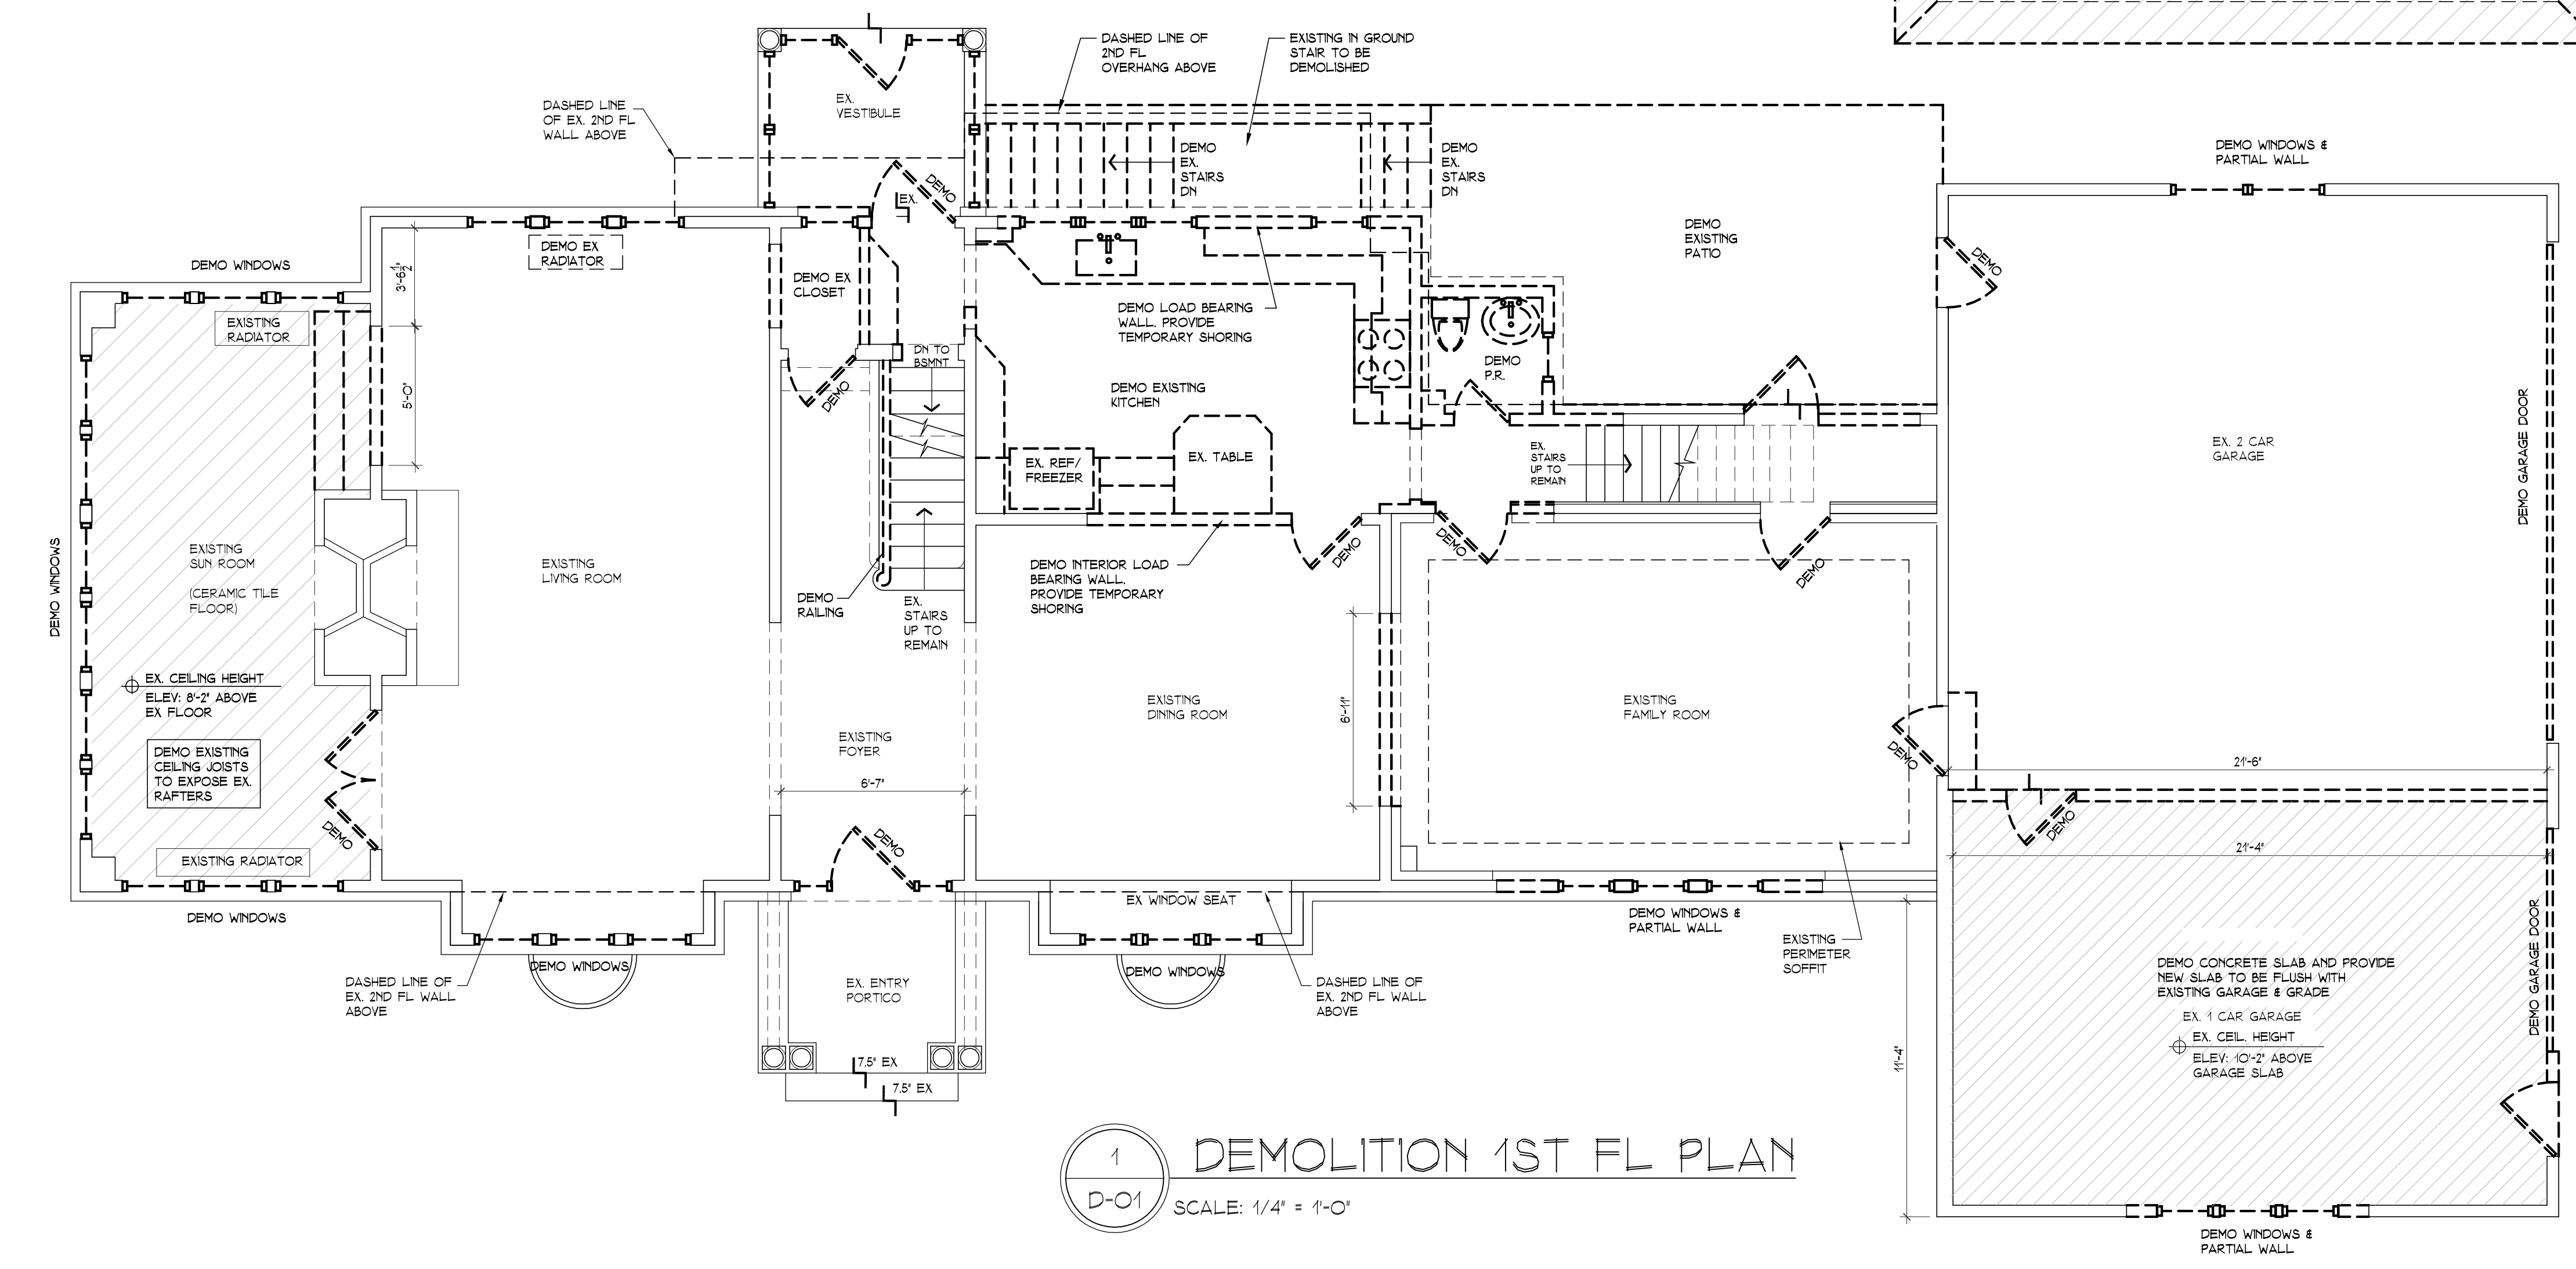 DASHED LINE OF
2ND FL
OVERHANG ABOVE
EXISTING IN GROUND
STAIR TO BE
DEMOLISHED
DASHED LINE
OF EX. 2ND FL
WALL ABOVE
EX.
VESTIBULE
DEMO
EX.
STAIRS
DN
DEMO
EX.
STAIRS
DN
DEMO WINDOWS &
PARTIAL WALL
DEMO
EX.
DEMO
EXISTING
PATIO
DEMO
DEMO WINDOWS
DEMO EX
RADIATOR
3'-6½"
DEMO EX
CLOSET
EXISTING
RADIATOR
DEMO LOAD BEARING
WALL. PROVIDE
TEMPORARY SHORING
DN TO
BSMNT
DEMO
P.R.
5'-0"
DEMO
DEMO EXISTING
KITCHEN
EX. 2 CAR
GARAGE
DEMO GARAGE DOOR
EX. REF/
FREEZER
EX. TABLE
EX.
STAIRS
UP TO
REMAIN
DEMO WINDOWS
EXISTING
SUN ROOM
(CERAMIC TILE
FLOOR)
EXISTING
LIVING ROOM
DEMO
RAILING
EX.
STAIRS
UP TO
REMAIN
DEMO INTERIOR LOAD
BEARING WALL.
PROVIDE TEMPORARY
SHORING
DEMO
DEMO
DEMO
EX. CEILING HEIGHT
ELEV: 8'-2" ABOVE
EX FLOOR
EXISTING
DINING ROOM
6'-11"
EXISTING
FAMILY ROOM
DEMO EXISTING
CEILING JOISTS
TO EXPOSE EX.
RAFTERS
EXISTING
FOYER
6'-7"
DEMO
21'-6"
DEMO
DEMO
DEMO
21'-4"
EXISTING RADIATOR
DEMO WINDOWS
EX WINDOW SEAT
DEMO WINDOWS &
PARTIAL WALL
EXISTING
PERIMETER
SOFFIT
DEMO GARAGE DOOR
DASHED LINE OF
EX. 2ND FL WALL
ABOVE
DEMO WINDOWS
EX. ENTRY
PORTICO
DEMO WINDOWS
DASHED LINE OF
EX. 2ND FL WALL
ABOVE
DEMO CONCRETE SLAB AND PROVIDE
NEW SLAB TO BE FLUSH WITH
EXISTING GARAGE & GRADE
EX. 1 CAR GARAGE
EX. CEIL. HEIGHT
ELEV: 10'-2" ABOVE
GARAGE SLAB
11'-4"
7.5" EX
7.5" EX
1
D-01
DEMOLITION 1ST FL PLAN
SCALE: 1/4" = 1'-0"
DEMO WINDOWS &
PARTIAL WALL